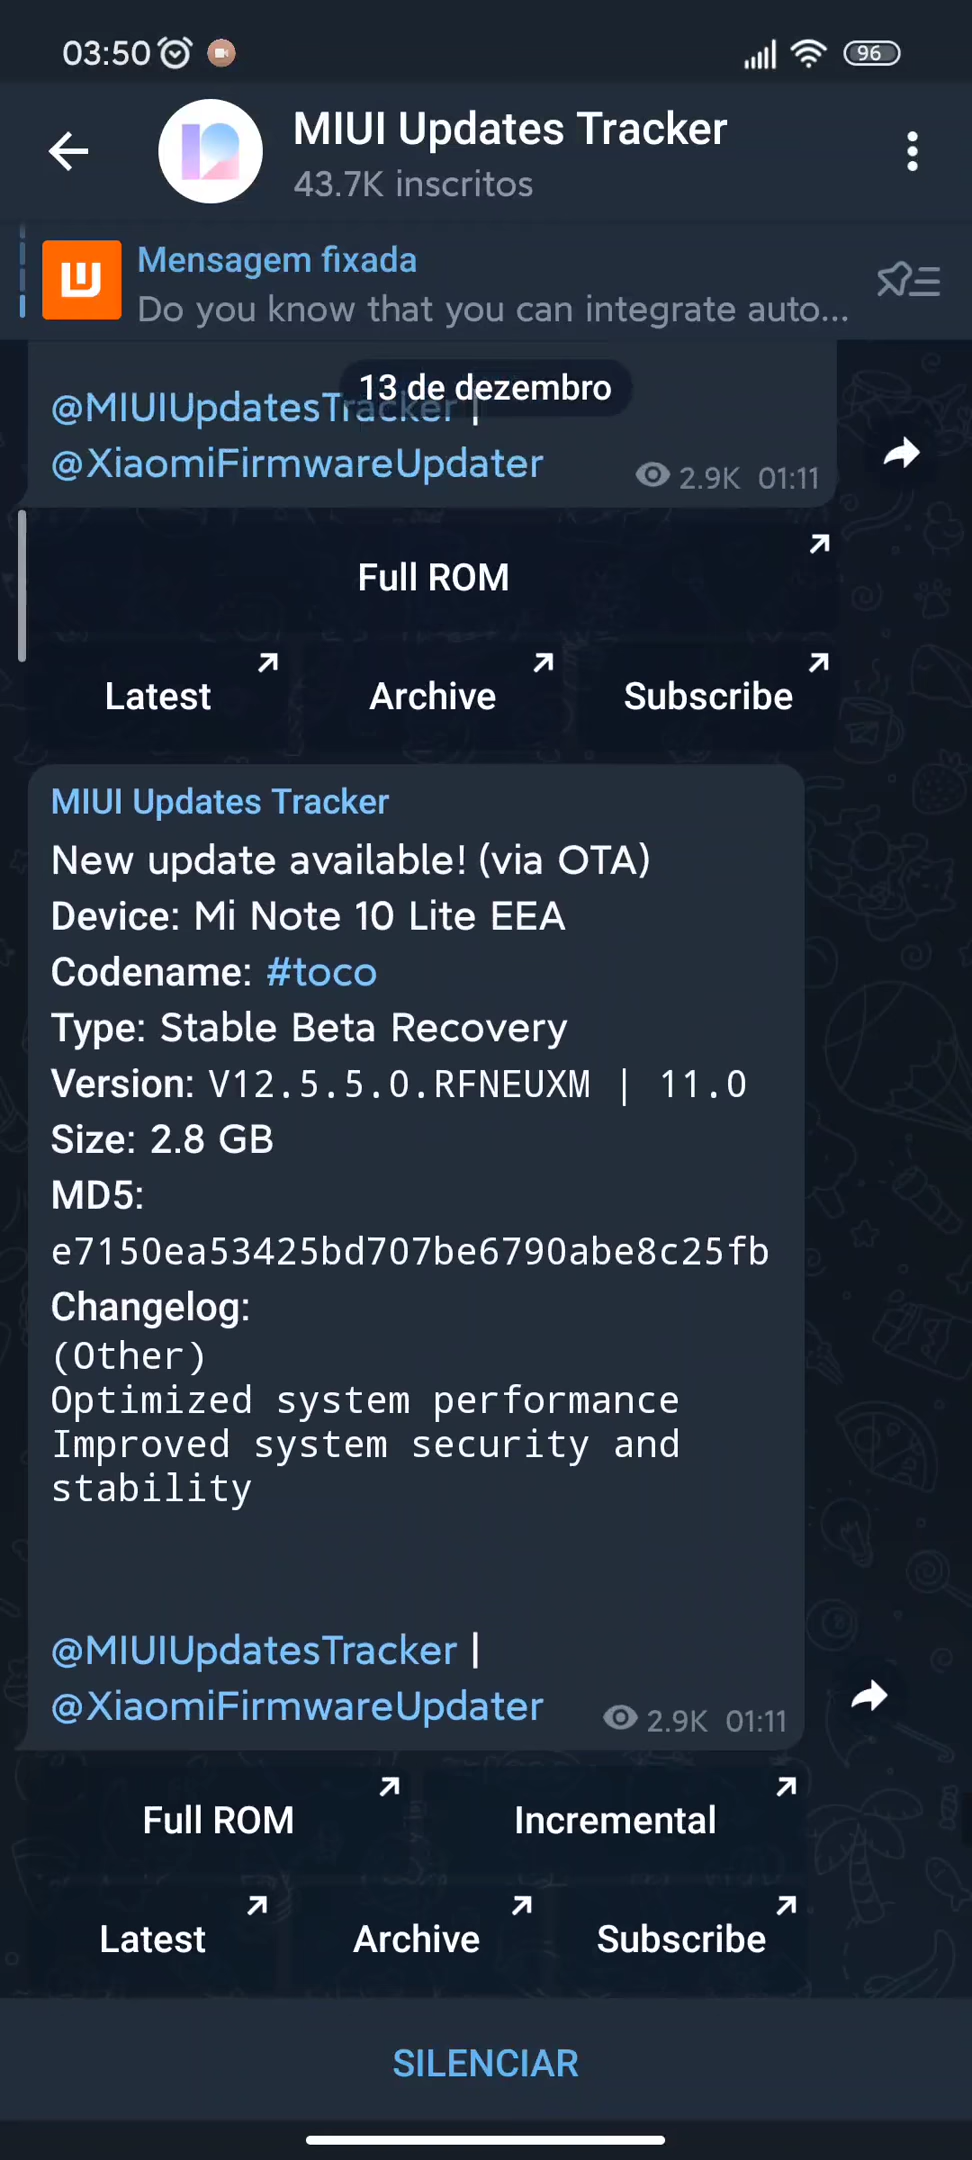 03:50
96
MIUI Updates Tracker
43.7K inscritos
Mensagem fixada
Do you know that you can integrate auto...
13 de dezembro
@MIUIUpdatesTracker |
@XiaomiFirmwareUpdater
2.9K 01:11
Full ROM
Latest Archive Subscribe
MIUI Updates Tracker
New update available! (via OTA)
Device: Mi Note 10 Lite EEA
Codename: #toco
Type: Stable Beta Recovery
Version: V12.5.5.0.RFNEUXM | 11.0
Size: 2.8 GB
MD5:
e7150ea53425bd707be6790abe8c25fb
Changelog:
(Other)
Optimized system performance
Improved system security and
stability
@MIUIUpdatesTracker |
@XiaomiFirmwareUpdater
2.9K 01:11
Full ROM Incremental
Latest Archive Subscribe
SILENCIAR